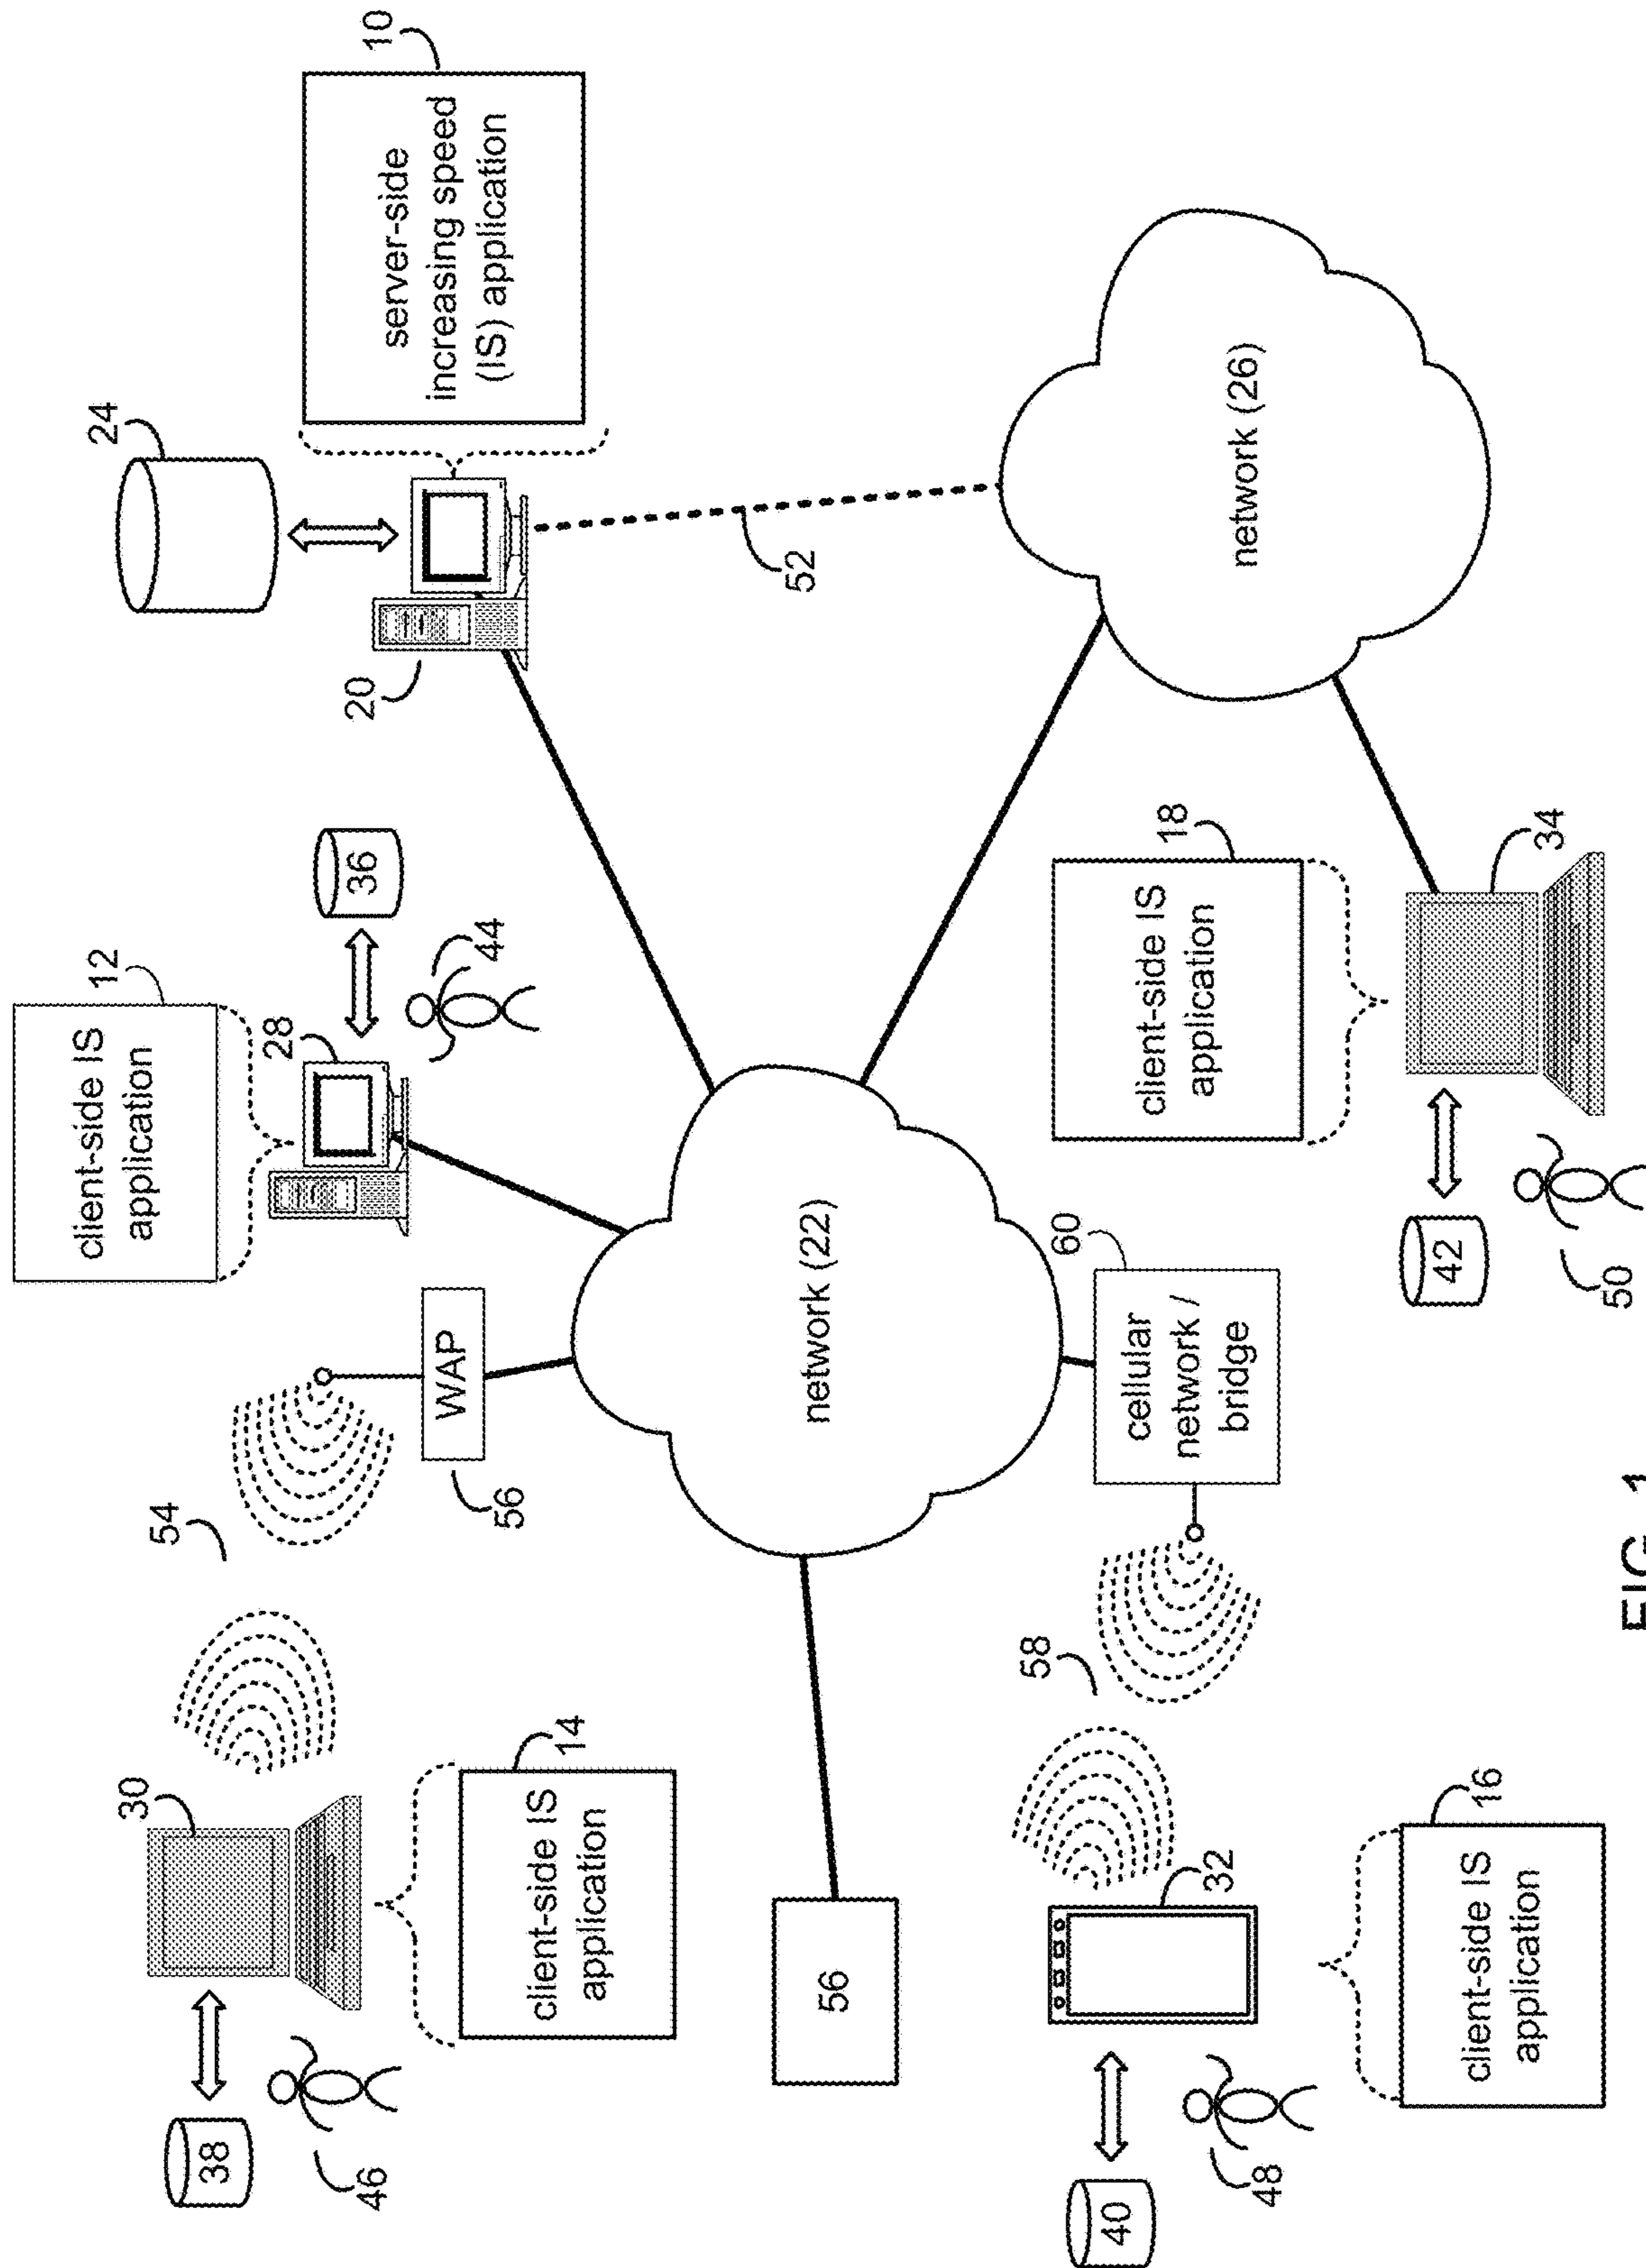 38
46
30
client-side IS
application
14
54
WAP
56
client-side IS
application
12
28
36
44
24
20
server-side
increasing speed
(IS) application
10
56
network (22)
52
40
48
32
client-side IS
application
16
58
cellular
network /
bridge
60
client-side IS
application
18
42
50
34
network (26)
FIG. 1